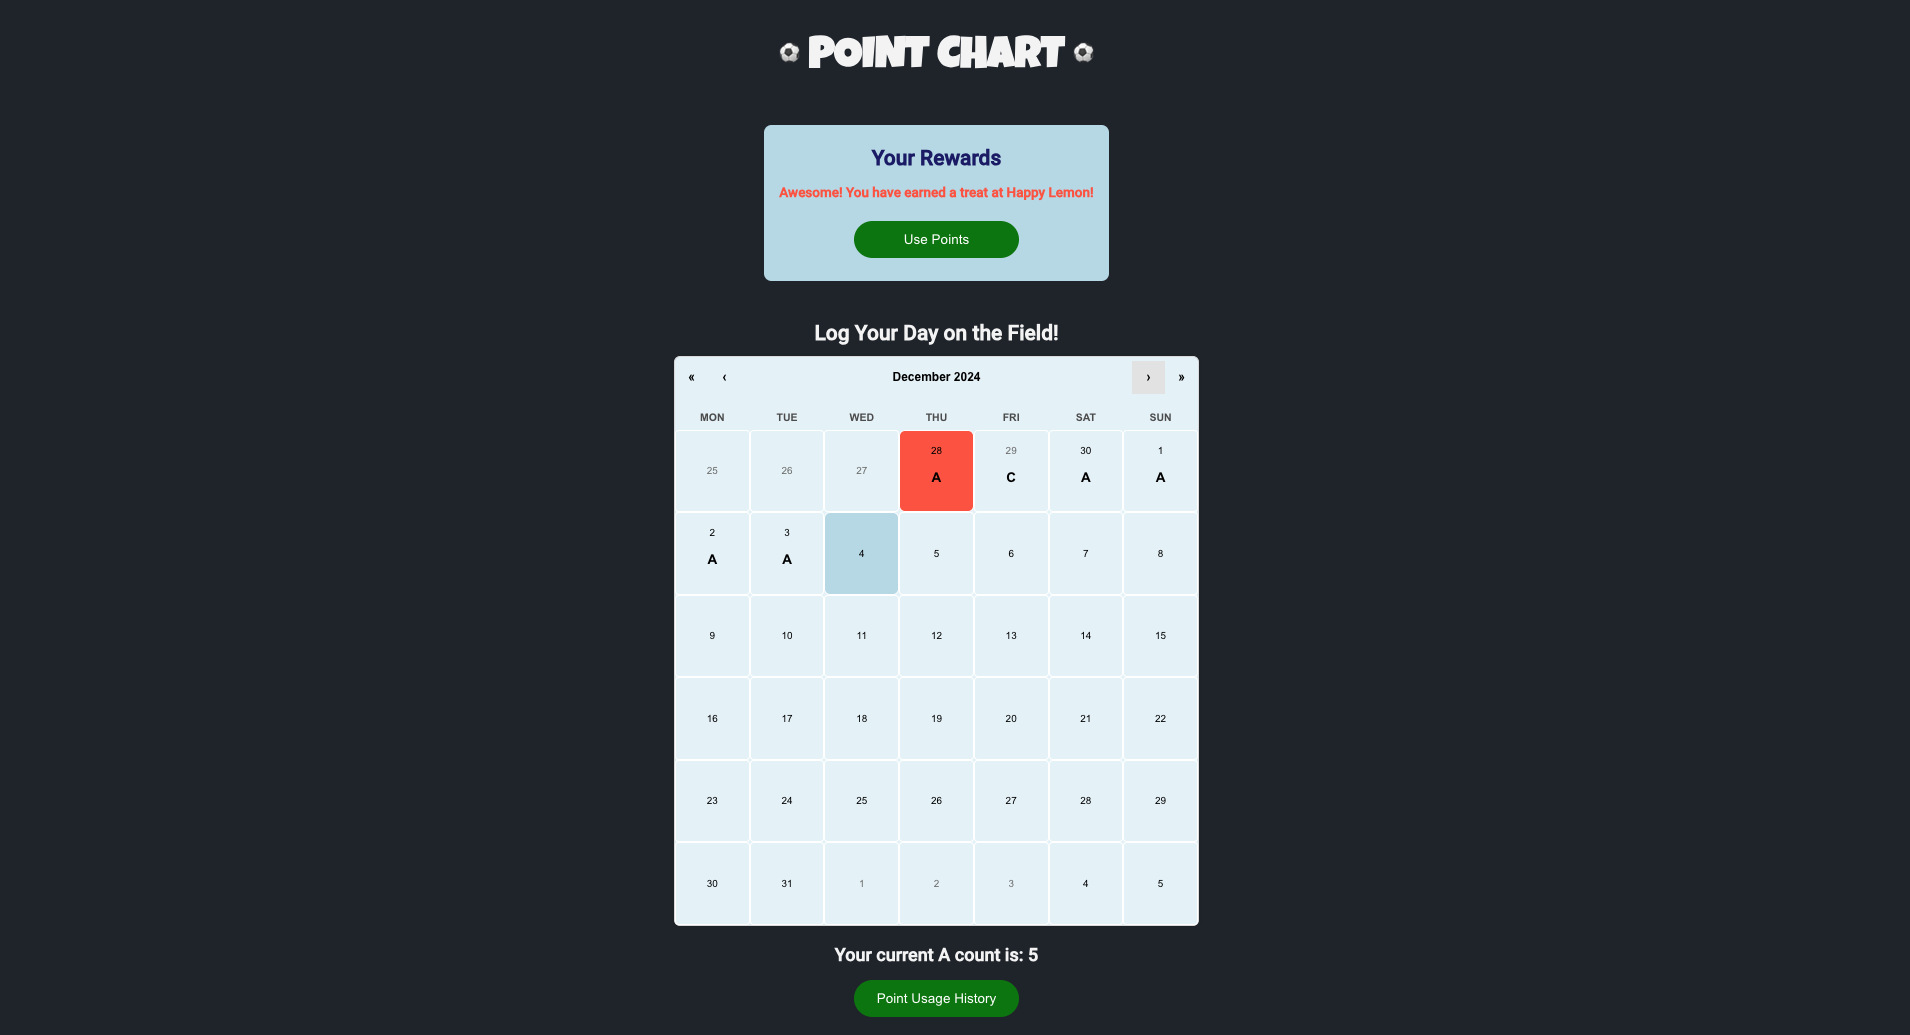 POINT CHART
Your Rewards
Awesome! You have earned a treat at Happy Lemon!
Use Points
Log Your Day on the Field!
« ‹ December 2024 › »
MON TUE WED THU FRI SAT SUN
25 26 27 28 29 30 1
A C A A
2 3 4 5 6 7 8
A A
9 10 11 12 13 14 15
16 17 18 19 20 21 22
23 24 25 26 27 28 29
30 31 1 2 3 4 5
Your current A count is: 5
Point Usage History